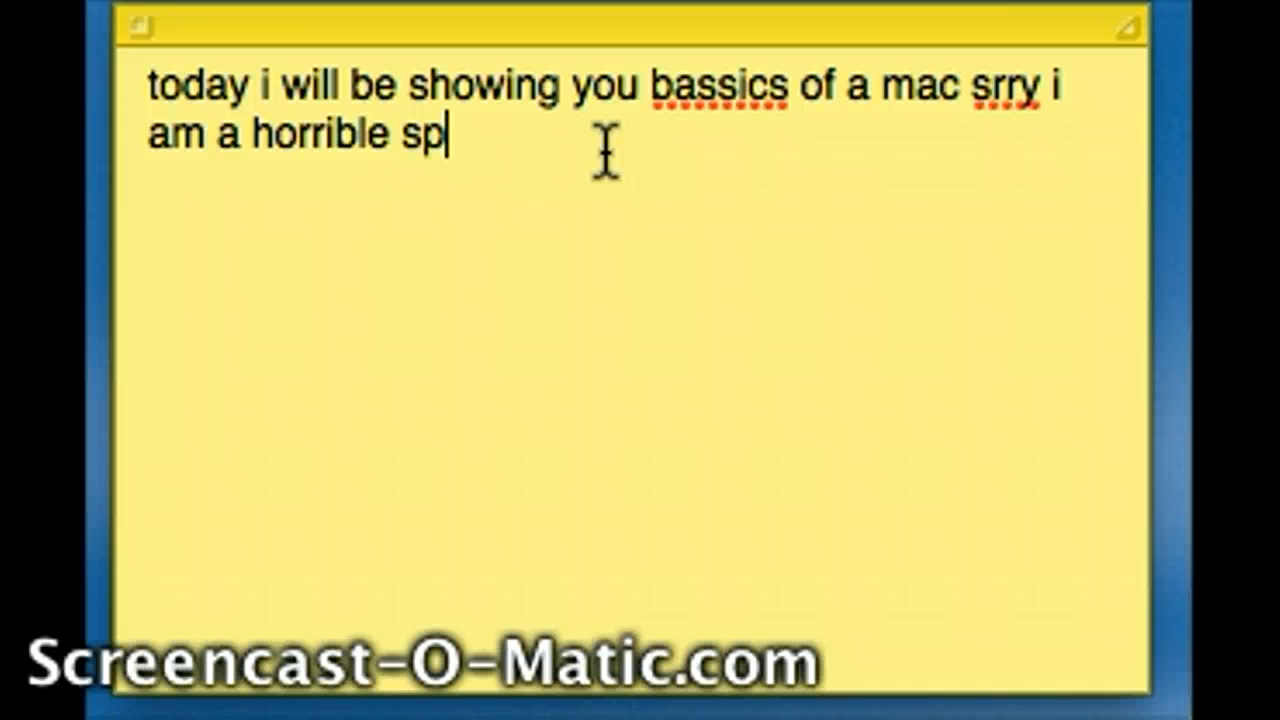 today i will be showing you bassics of a mac srry i
am a horrible sp
Screencast-O-Matic.com